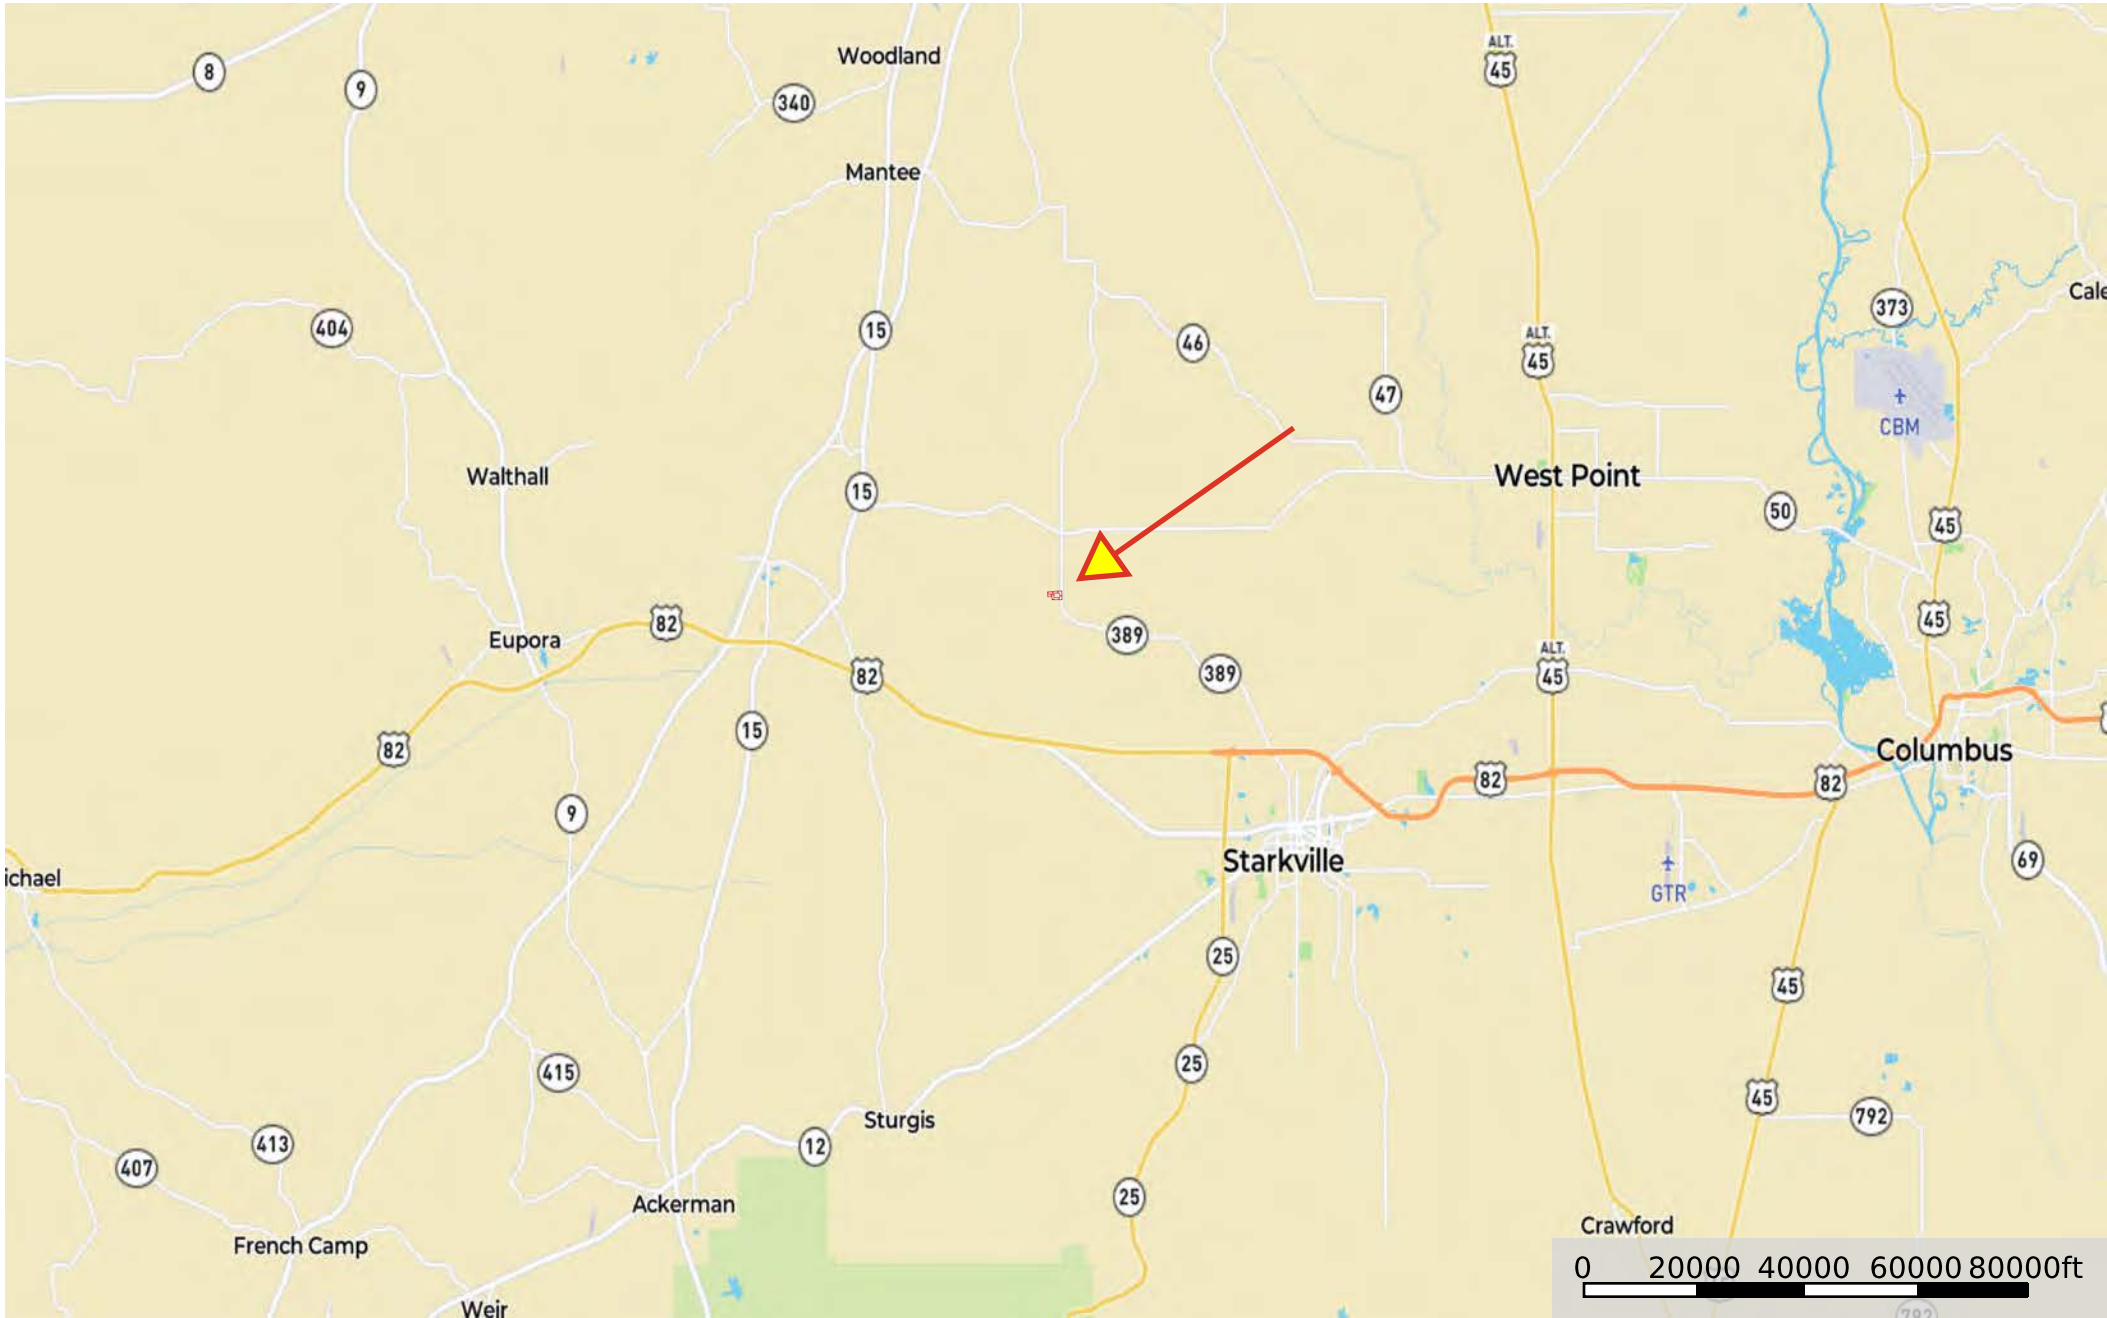 Woodland
ALT.
45
8
9
340
Mantee
373
Cale
404
15
46
ALT.
45
47
CBM
Walthall
15
West Point
50
45
82
45
Eupora
389
82
389
ALT.
45
15
82
Columbus
82
82
9
Starkville
69
ichael
GTR
25
45
25
415
45
792
Sturgis
413
12
407
25
Ackerman
French Camp
Crawford
0 20000 40000 60000 80000ft
Weir
792